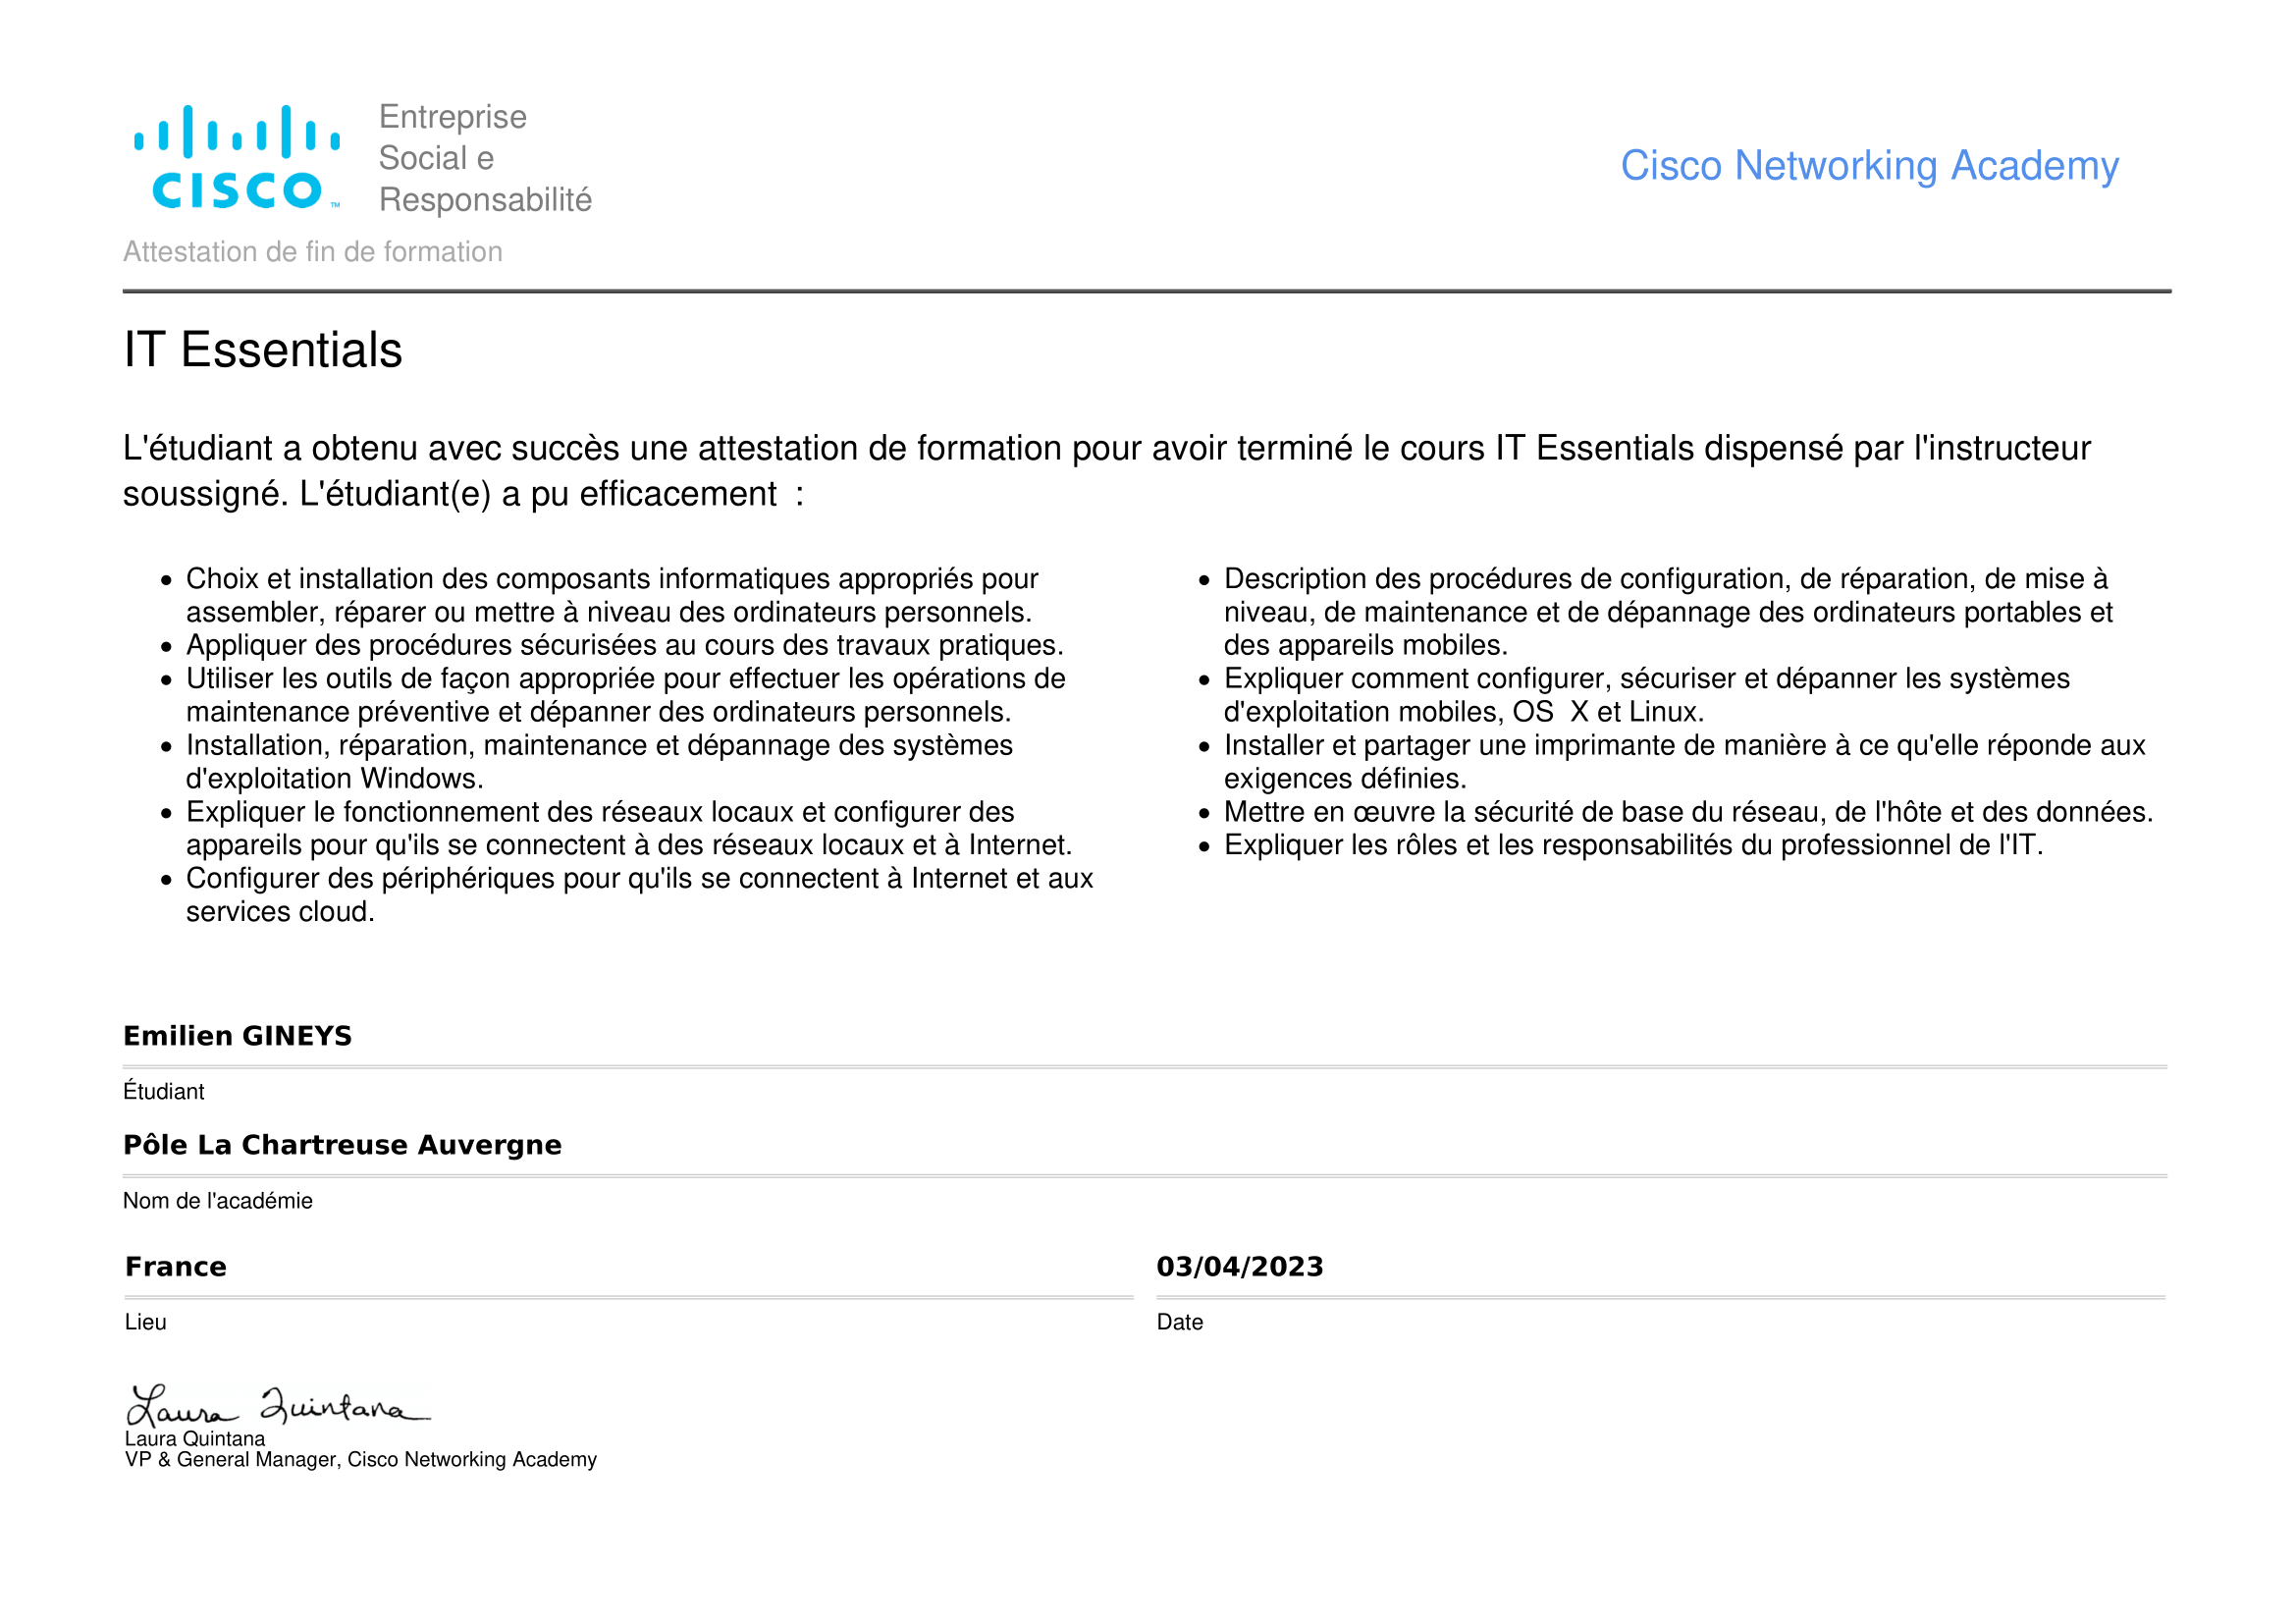 CISCO™
Entreprise
Social e
Responsabilité
Cisco Networking Academy
Attestation de fin de formation
IT Essentials
L'étudiant a obtenu avec succès une attestation de formation pour avoir terminé le cours IT Essentials dispensé par l'instructeur
soussigné. L'étudiant(e) a pu efficacement  :
• Choix et installation des composants informatiques appropriés pour
assembler, réparer ou mettre à niveau des ordinateurs personnels.
• Appliquer des procédures sécurisées au cours des travaux pratiques.
• Utiliser les outils de façon appropriée pour effectuer les opérations de
maintenance préventive et dépanner des ordinateurs personnels.
• Installation, réparation, maintenance et dépannage des systèmes
d'exploitation Windows.
• Expliquer le fonctionnement des réseaux locaux et configurer des
appareils pour qu'ils se connectent à des réseaux locaux et à Internet.
• Configurer des périphériques pour qu'ils se connectent à Internet et aux
services cloud.
• Description des procédures de configuration, de réparation, de mise à
niveau, de maintenance et de dépannage des ordinateurs portables et
des appareils mobiles.
• Expliquer comment configurer, sécuriser et dépanner les systèmes
d'exploitation mobiles, OS  X et Linux.
• Installer et partager une imprimante de manière à ce qu'elle réponde aux
exigences définies.
• Mettre en œuvre la sécurité de base du réseau, de l'hôte et des données.
• Expliquer les rôles et les responsabilités du professionnel de l'IT.
Emilien GINEYS
Étudiant
Pôle La Chartreuse Auvergne
Nom de l'académie
France
Lieu
03/04/2023
Date
Laura Quintana
Laura Quintana
VP & General Manager, Cisco Networking Academy